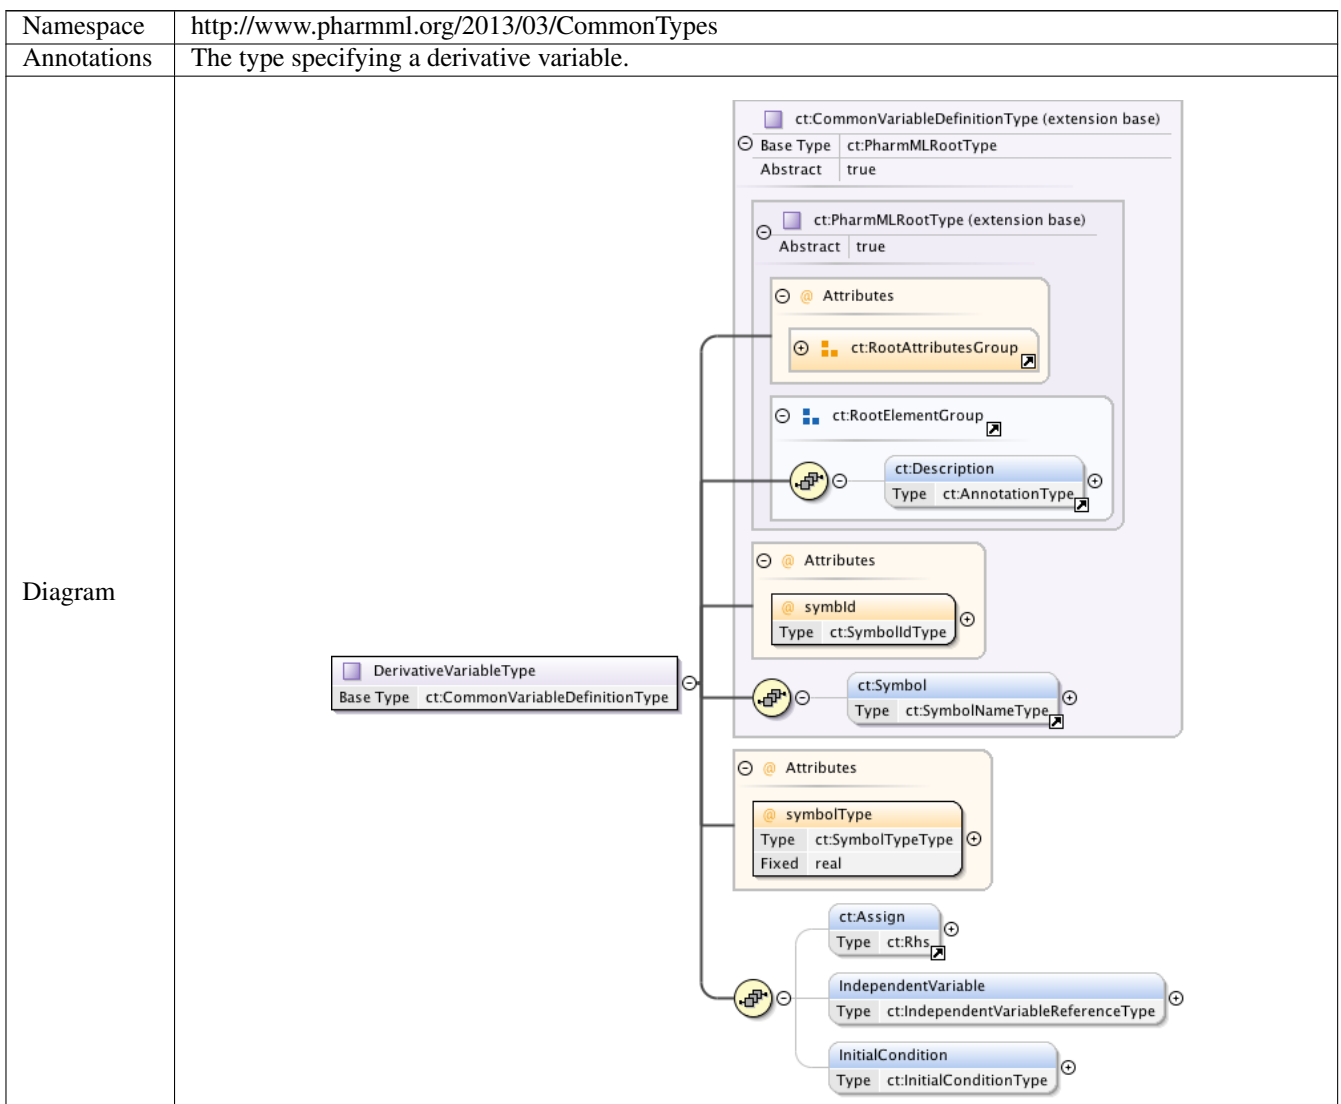 Namespace http://www.pharmml.org/2013/03/CommonTypes
Annotations The type specifying a derivative variable.
Diagram
ct:CommonVariableDefinitionType (extension base)
Base Type ct:PharmMLRootType
Abstract true
ct:PharmMLRootType (extension base)
Abstract true
@ Attributes
ct:RootAttributesGroup
ct:RootElementGroup
ct:Description
Type ct:AnnotationType
@ Attributes
@ symbId
Type ct:SymbolIdType
DerivativeVariableType
Base Type ct:CommonVariableDefinitionType
ct:Symbol
Type ct:SymbolNameType
@ Attributes
@ symbolType
Type ct:SymbolTypeType
Fixed real
ct:Assign
Type ct:Rhs
IndependentVariable
Type ct:IndependentVariableReferenceType
InitialCondition
Type ct:InitialConditionType